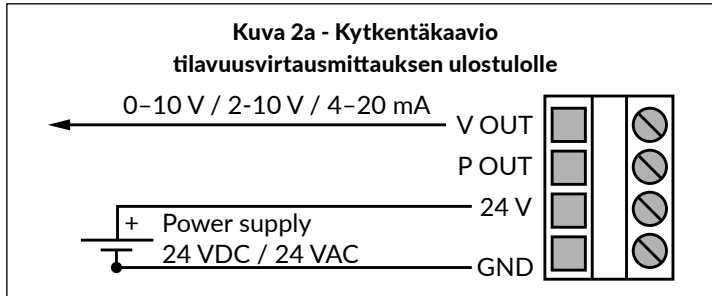 Kuva 2a - Kytkentäkaavio
tilavuusvirtausmittauksen ulostulolle
0–10 V / 2-10 V / 4–20 mA
V OUT
P OUT
24 V
+ Power supply
24 VDC / 24 VAC
GND